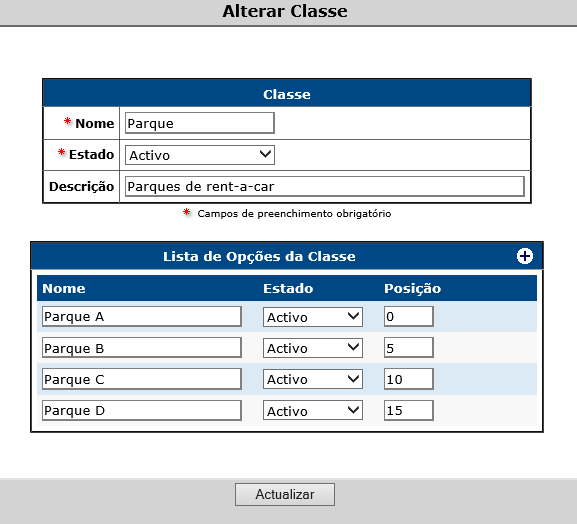 Alterar Classe
Classe
* Nome Parque
* Estado Activo
Descrição Parques de rent-a-car
* Campos de preenchimento obrigatório
Lista de Opções da Classe
Nome Estado Posição
Parque A Activo 0
Parque B Activo 5
Parque C Activo 10
Parque D Activo 15
Actualizar